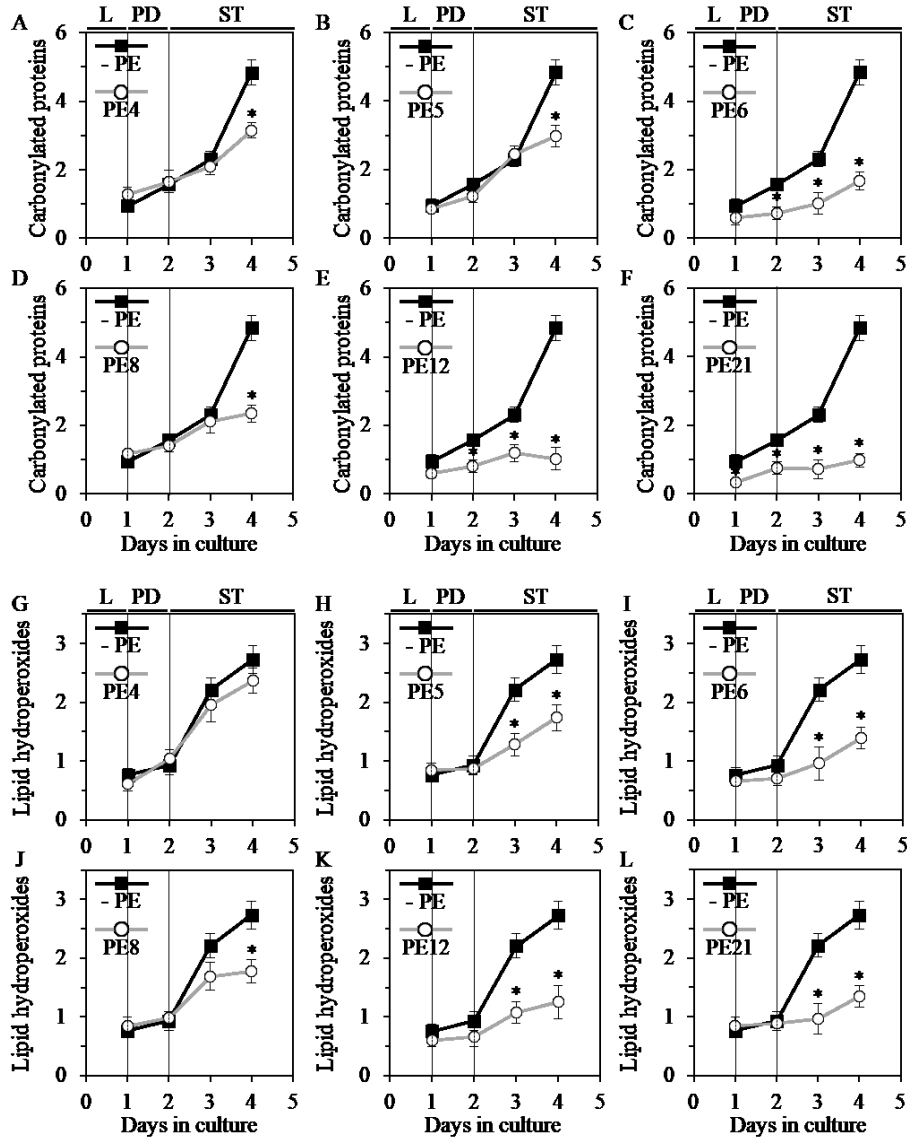 L PD ST L PD ST L PD ST
A B C
6 6 6
- PE - PE - PE
4 PE4 4 PE5 4 PE6
* * *
* * *
2 2 2
0 0 0
Carbonylated proteins Carbonylated proteins Carbonylated proteins
0 1 2 3 4 5 0 1 2 3 4 5 0 1 2 3 4 5
D E F
6 6 6
- PE - PE - PE
4 PE8 4 PE12 4 PE21
*
2 2 2
* * * * * * *
0 0 0
Carbonylated proteins Carbonylated proteins Carbonylated proteins
0 1 2 3 4 5 0 1 2 3 4 5 0 1 2 3 4 5
Days in culture Days in culture Days in culture
L PD ST L PD ST L PD ST
G H I
3 3 3
- PE - PE - PE
PE4 PE5 PE6
2 2 2
* * * *
1 1 1
0 0 0
Lipid hydroperoxides Lipid hydroperoxides Lipid hydroperoxides
0 1 2 3 4 5 0 1 2 3 4 5 0 1 2 3 4 5
J K L
3 3 3
- PE - PE - PE
PE8 PE12 PE21
2 2 2
* * * * *
1 1 1
0 0 0
Lipid hydroperoxides Lipid hydroperoxides Lipid hydroperoxides
0 1 2 3 4 5 0 1 2 3 4 5 0 1 2 3 4 5
Days in culture Days in culture Days in culture